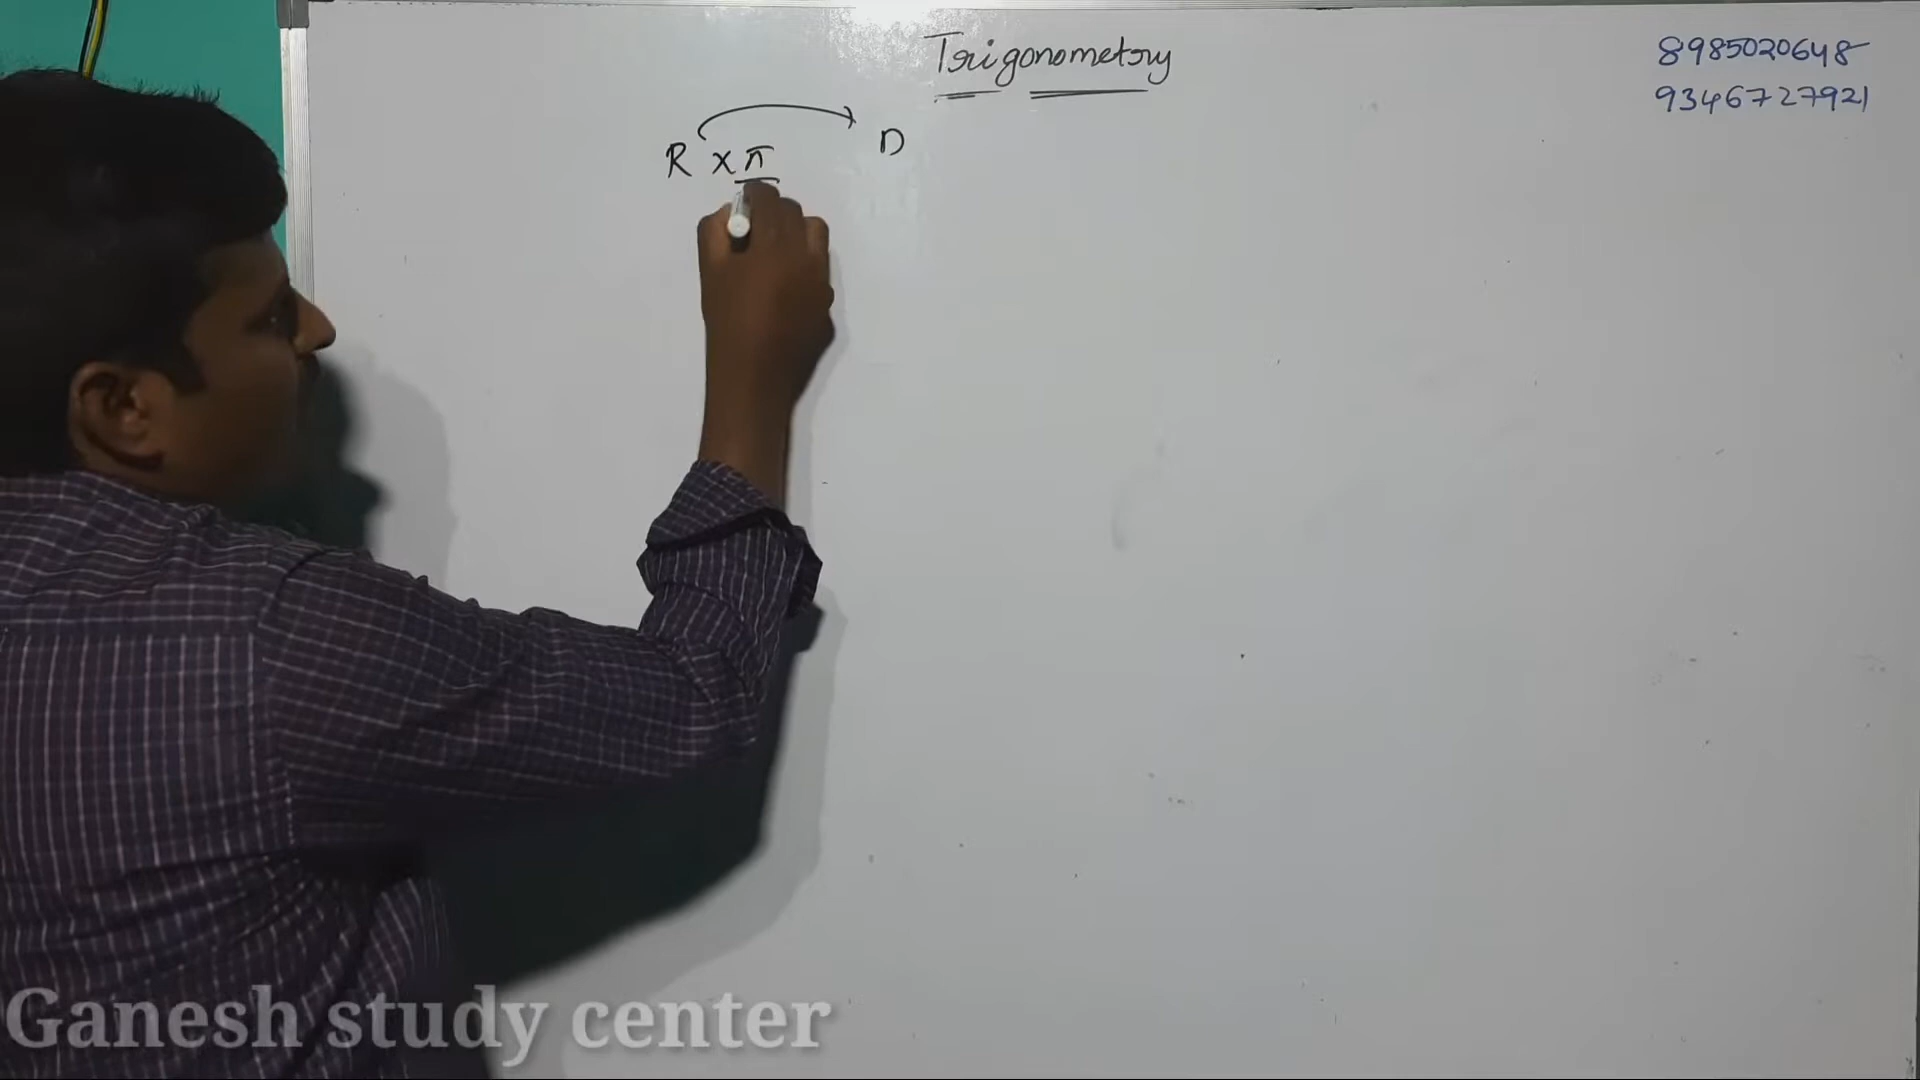 Trigonometry
8985020648
9346727921
R × π D
Ganesh study center